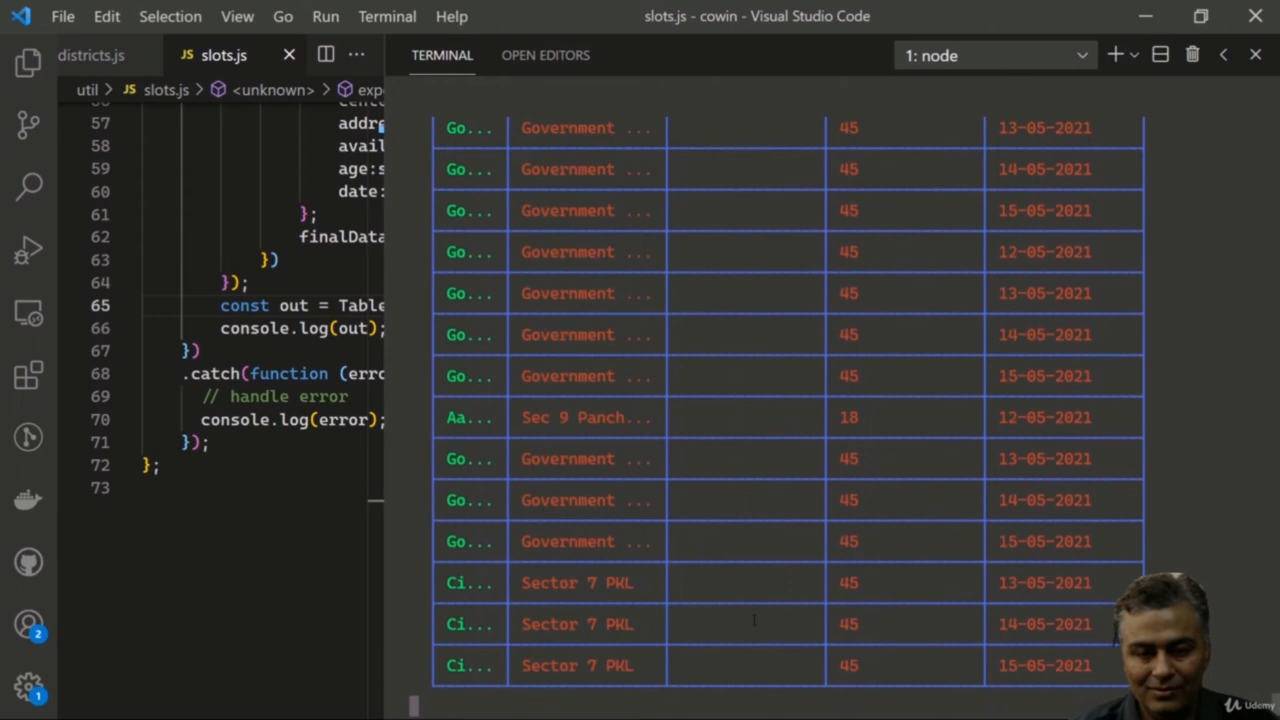 File Edit Selection View Go Run Terminal Help slots.js - cowin - Visual Studio Code
districts.js JS slots.js TERMINAL OPEN EDITORS 1: node
util > JS slots.js > <unknown> > exp
57 addre
58 avail
59 age:s
60 date:
61 };
62 finalData
63 })
64 });
65 const out = Table
66 console.log(out);
67 })
68 .catch(function (erro
69 // handle error
70 console.log(error);
71 });
72 };
73
Go... Government ... 45 13-05-2021
Go... Government ... 45 14-05-2021
Go... Government ... 45 15-05-2021
Go... Government ... 45 12-05-2021
Go... Government ... 45 13-05-2021
Go... Government ... 45 14-05-2021
Go... Government ... 45 15-05-2021
Aa... Sec 9 Panch... 18 12-05-2021
Go... Government ... 45 13-05-2021
Go... Government ... 45 14-05-2021
Go... Government ... 45 15-05-2021
Ci... Sector 7 PKL 45 13-05-2021
Ci... Sector 7 PKL 45 14-05-2021
Ci... Sector 7 PKL 45 15-05-2021
2
1
Udemy